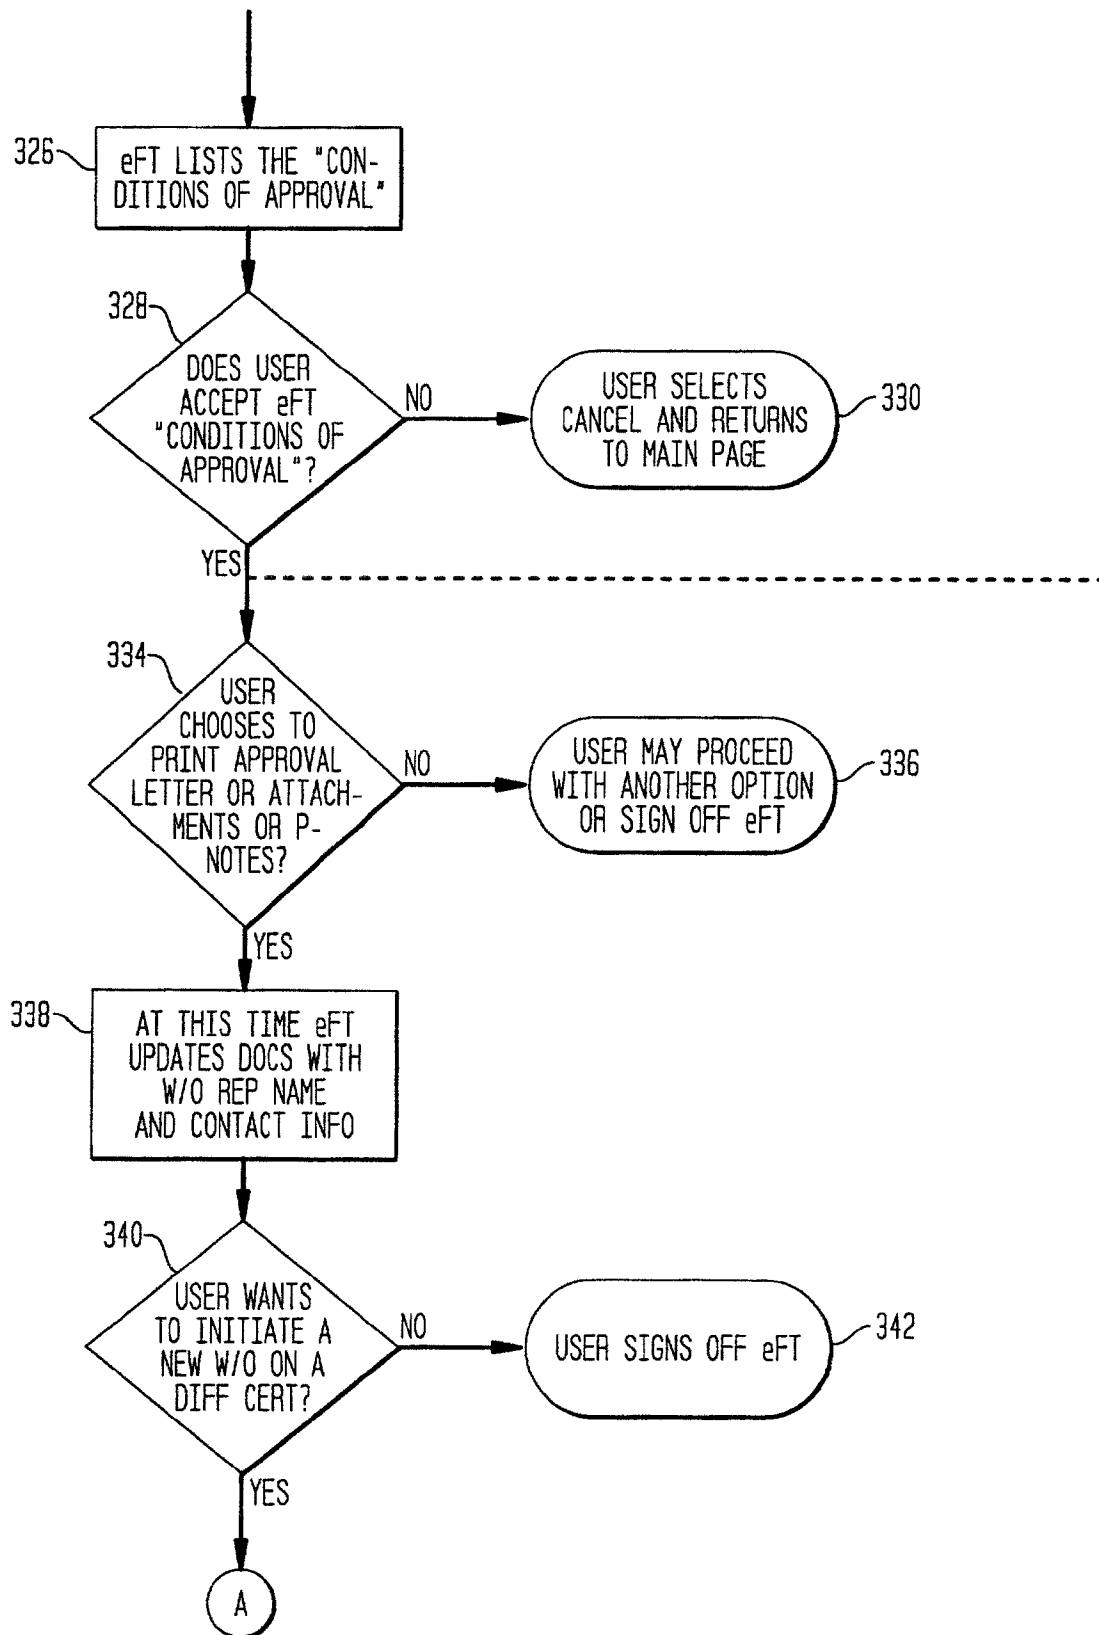 326
eFT LISTS THE "CON-
DITIONS OF APPROVAL"
328
DOES USER
ACCEPT eFT
"CONDITIONS OF
APPROVAL"?
NO
USER SELECTS
CANCEL AND RETURNS
TO MAIN PAGE
330
YES
334
USER
CHOOSES TO
PRINT APPROVAL
LETTER OR ATTACH-
MENTS OR P-
NOTES?
NO
USER MAY PROCEED
WITH ANOTHER OPTION
OR SIGN OFF eFT
336
YES
338
AT THIS TIME eFT
UPDATES DOCS WITH
W/O REP NAME
AND CONTACT INFO
340
USER WANTS
TO INITIATE A
NEW W/O ON A
DIFF CERT?
NO
USER SIGNS OFF eFT
342
YES
A